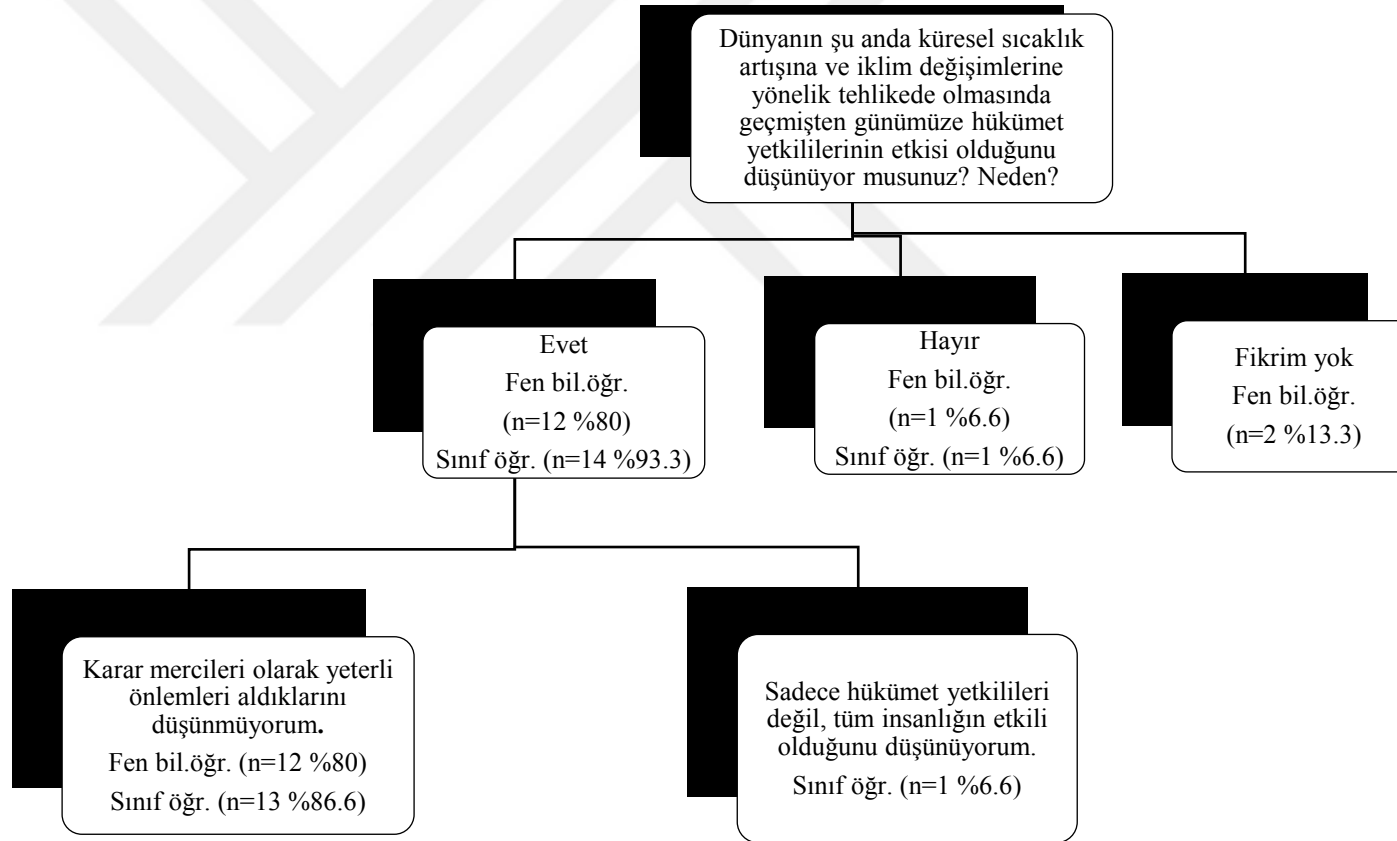 Dünyanın şu anda küresel sıcaklık
artışına ve iklim değişimlerine
yönelik tehlikede olmasında
geçmişten günümüze hükümet
yetkililerinin etkisi olduğunu
düşünüyor musunuz? Neden?
Evet
Fen bil.öğr.
(n=12 %80)
Sınıf öğr. (n=14 %93.3)
Hayır
Fen bil.öğr.
(n=1 %6.6)
Sınıf öğr. (n=1 %6.6)
Fikrim yok
Fen bil.öğr.
(n=2 %13.3)
Karar mercileri olarak yeterli
önlemleri aldıklarını
düşünmüyorum.
Fen bil.öğr. (n=12 %80)
Sınıf öğr. (n=13 %86.6)
Sadece hükümet yetkilileri
değil, tüm insanlığın etkili
olduğunu düşünüyorum.
Sınıf öğr. (n=1 %6.6)